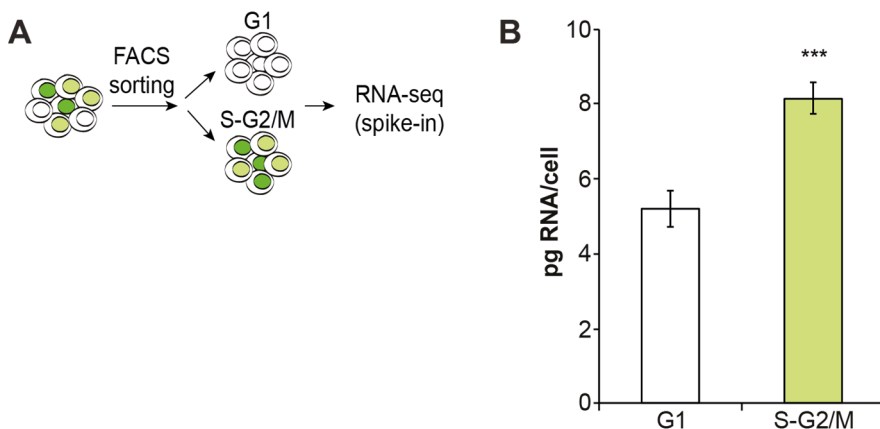 A
FACS
sorting
G1
S-G2/M
RNA-seq
(spike-in)
B
pg RNA/cell
10
8
6
4
2
0
***
G1
S-G2/M